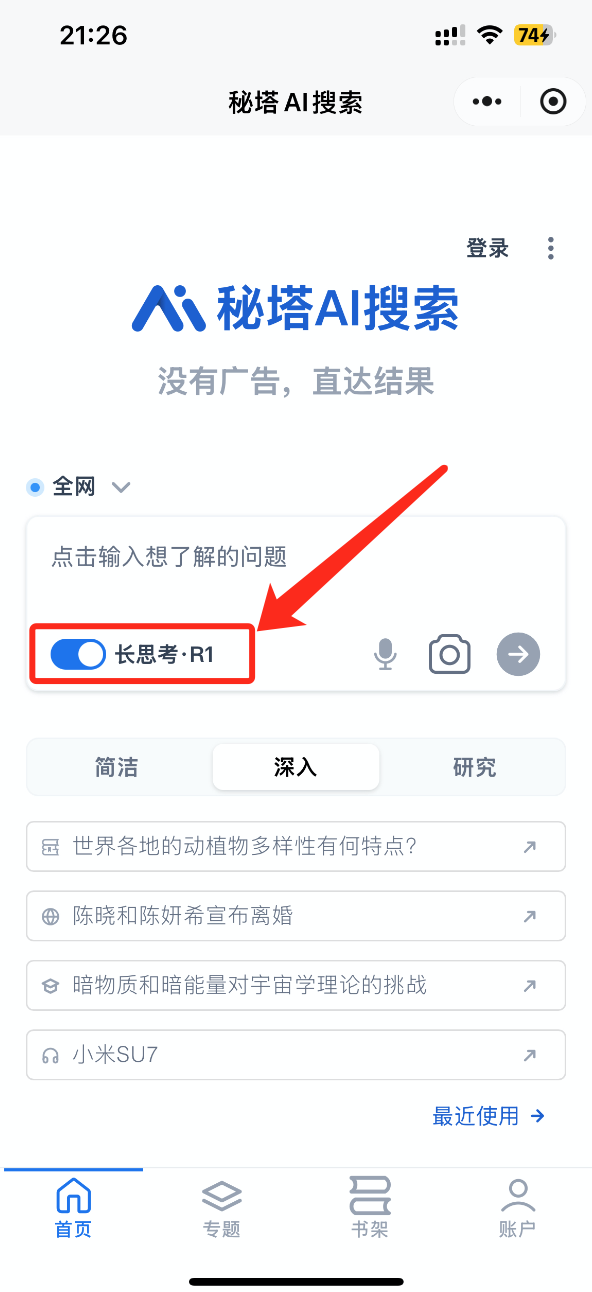 21:26
74
秘塔AI搜索
登录
秘塔AI搜索
没有广告，直达结果
全网
点击输入想了解的问题
长思考·R1
简洁
深入
研究
世界各地的动植物多样性有何特点？
陈晓和陈妍希宣布离婚
暗物质和暗能量对宇宙学理论的挑战
小米SU7
最近使用
首页
专题
书架
账户